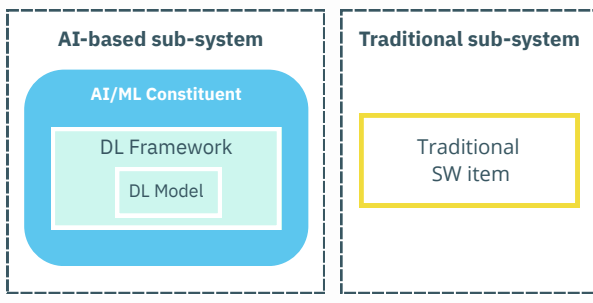 AI-based sub-system
AI/ML Constituent
DL Framework
DL Model
Traditional sub-system
Traditional
SW item